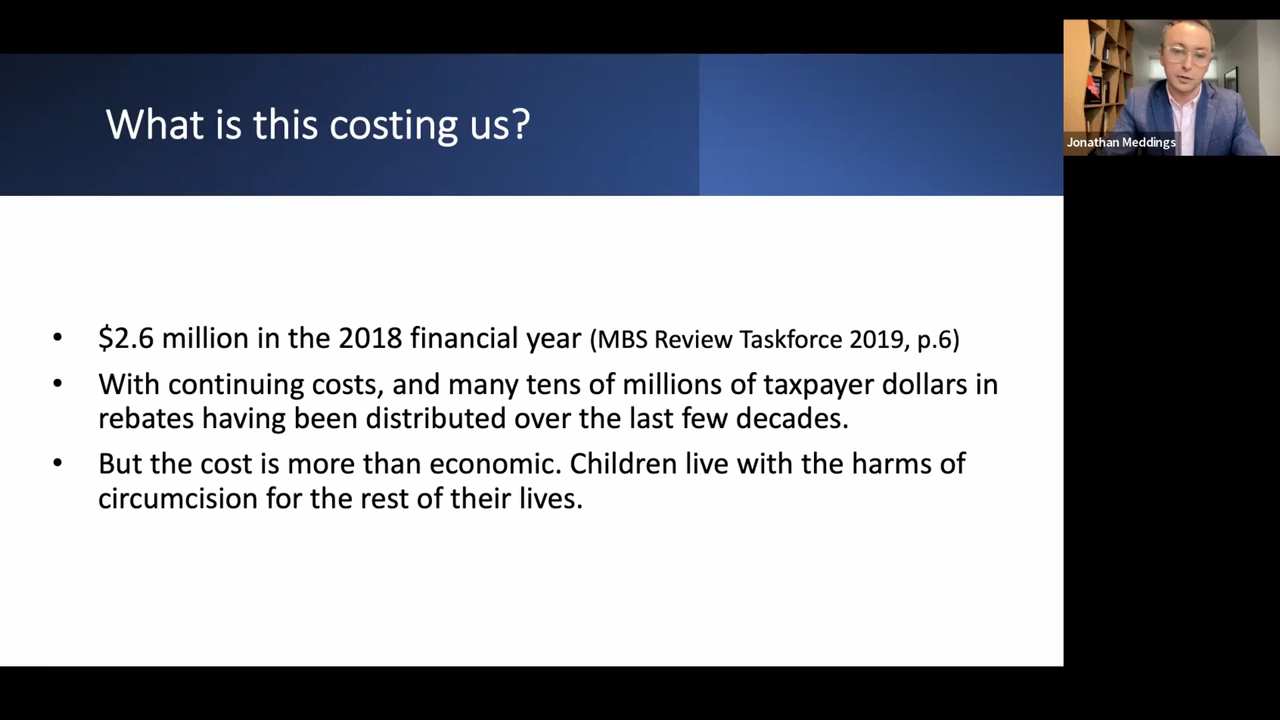 What is this costing us?
Jonathan Meddings
• $2.6 million in the 2018 financial year (MBS Review Taskforce 2019, p.6)
• With continuing costs, and many tens of millions of taxpayer dollars in
rebates having been distributed over the last few decades.
• But the cost is more than economic. Children live with the harms of
circumcision for the rest of their lives.